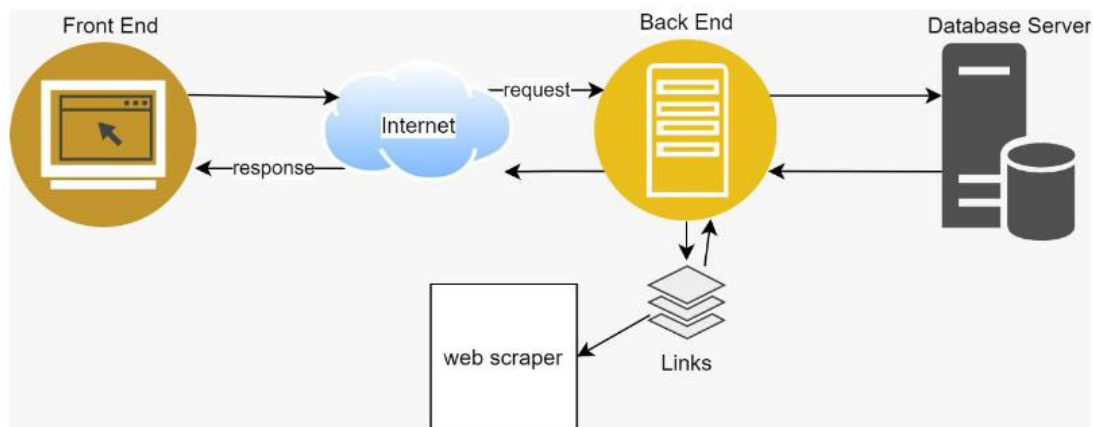 Front End
Back End
Database Server
request
Internet
response
web scraper
Links